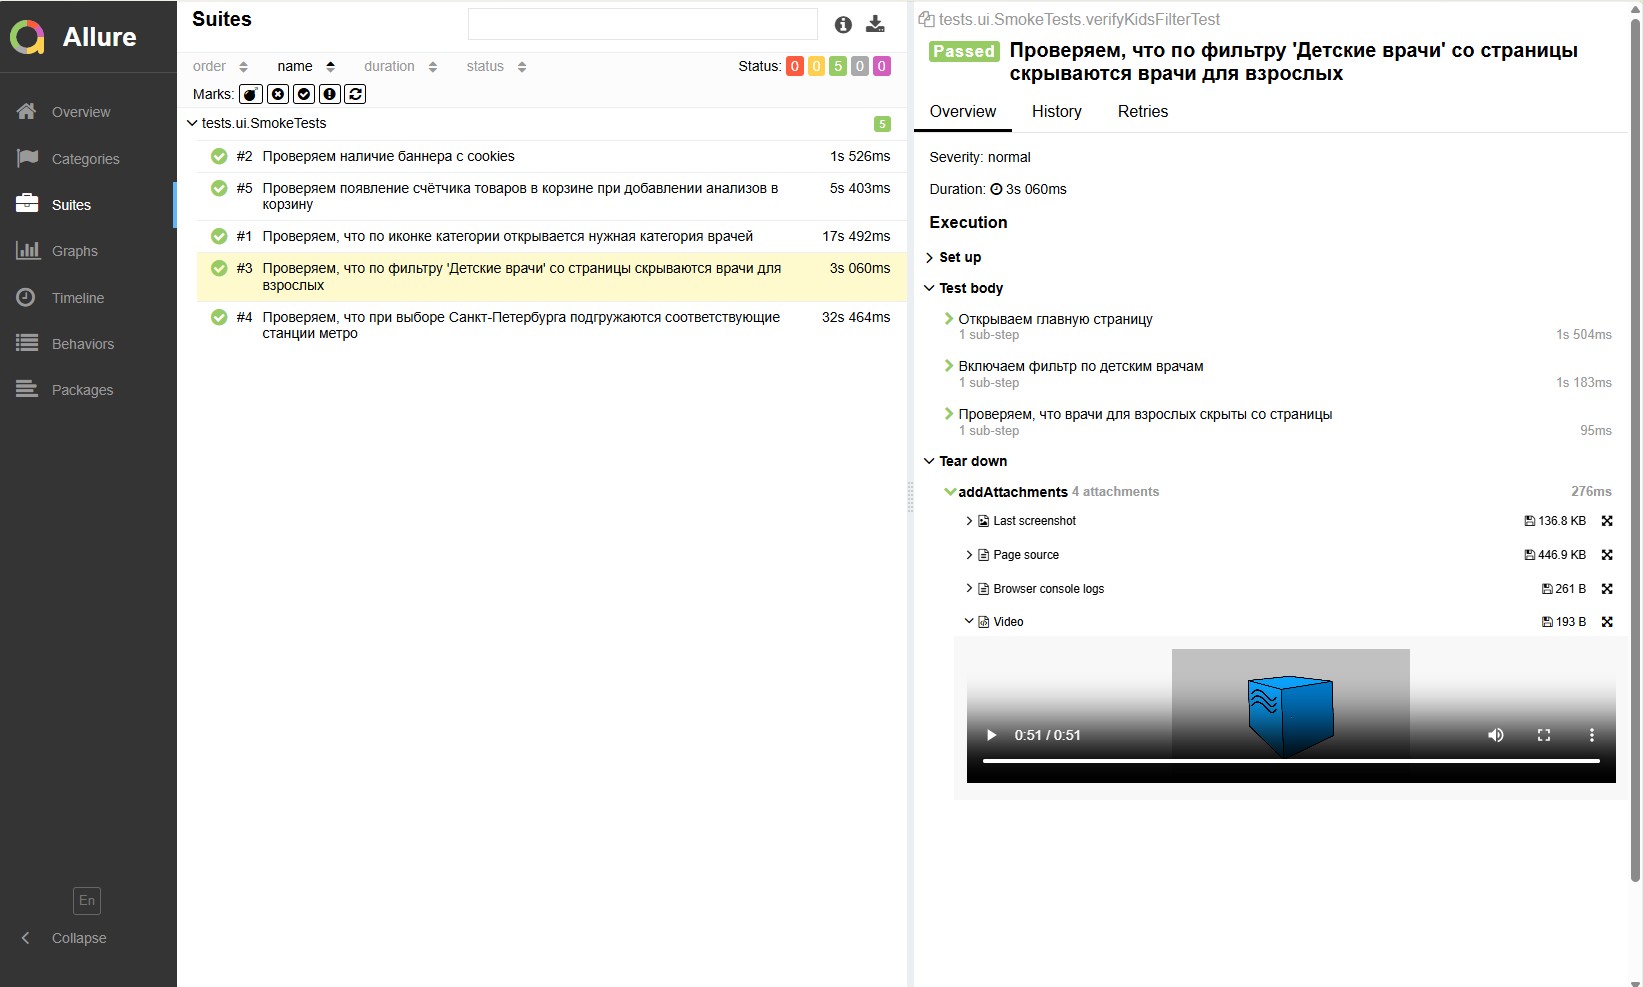 Allure
Overview
Categories
Suites
Graphs
Timeline
Behaviors
Packages
En
Collapse
Suites
order name duration status Status: 0 0 5 0 0
Marks:
tests.ui.SmokeTests 5
#2 Проверяем наличие баннера с cookies 1s 526ms
#5 Проверяем появление счётчика товаров в корзине при добавлении анализов в
корзину 5s 403ms
#1 Проверяем, что по иконке категории открывается нужная категория врачей 17s 492ms
#3 Проверяем, что по фильтру 'Детские врачи' со страницы скрываются врачи для
взрослых 3s 060ms
#4 Проверяем, что при выборе Санкт-Петербурга подгружаются соответствующие
станции метро 32s 464ms
tests.ui.SmokeTests.verifyKidsFilterTest
Passed Проверяем, что по фильтру 'Детские врачи' со страницы
скрываются врачи для взрослых
Overview History Retries
Severity: normal
Duration: 3s 060ms
Execution
Set up
Test body
Открываем главную страницу
1 sub-step 1s 504ms
Включаем фильтр по детским врачам
1 sub-step 1s 183ms
Проверяем, что врачи для взрослых скрыты со страницы
1 sub-step 95ms
Tear down
addAttachments 4 attachments 276ms
Last screenshot 136.8 KB
Page source 446.9 KB
Browser console logs 261 B
Video 193 B
0:51 / 0:51